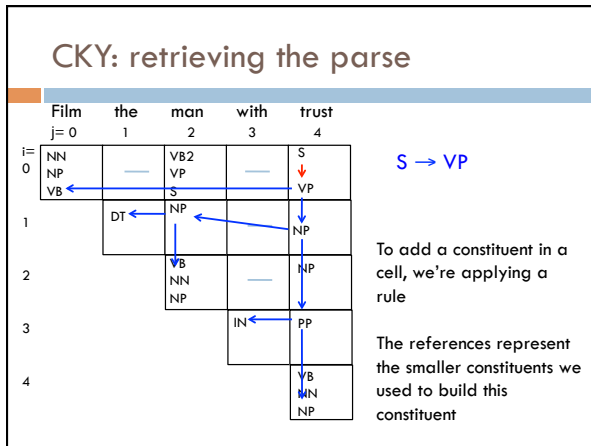 CKY: retrieving the parse
Film the man with trust
j= 0 1 2 3 4
i=
0
NN
NP
VB
VB2
VP
S
S
VP
S → VP
1
DT
NP
NP
2
VB
NN
NP
NP
3
IN
PP
4
VB
NN
NP
To add a constituent in a
cell, we're applying a
rule
The references represent
the smaller constituents we
used to build this
constituent